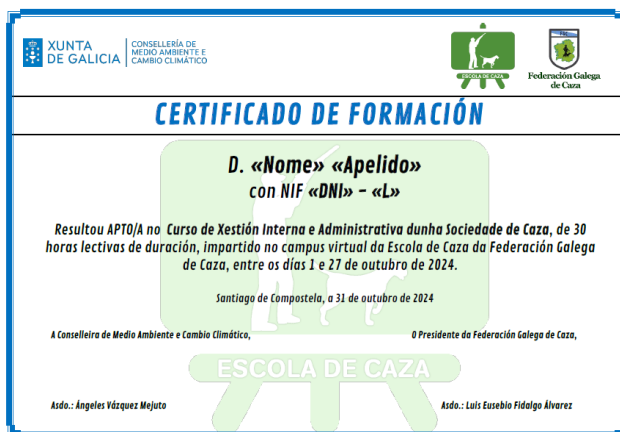 XUNTA
DE GALICIA
CONSELLERÍA DE
MEDIO AMBIENTE E
CAMBIO CLIMÁTICO
ESCOLA DE CAZA
Federación Galega
de Caza
CERTIFICADO DE FORMACIÓN
D. «Nome» «Apelido»
con NIF «DNI» - «L»
Resultou APTO/A no Curso de Xestión Interna e Administrativa dunha Sociedade de Caza, de 30
horas lectivas de duración, impartido no campus virtual da Escola de Caza da Federación Galega
de Caza, entre os días 1 e 27 de outubro de 2024.
Santiago de Compostela, a 31 de outubro de 2024
A Conselleira de Medio Ambiente e Cambio Climático,
O Presidente da Federación Galega de Caza,
ESCOLA DE CAZA
Asdo.: Ángeles Vázquez Mejuto
Asdo.: Luis Eusebio Fidalgo Álvarez